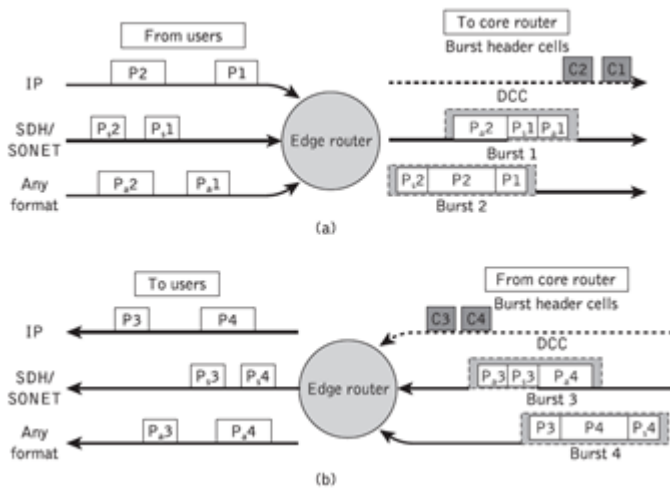 From users
To core router
Burst header cells
IP
P2
P1
C2
C1
DCC
SDH/
SONET
Pₛ2
Pₛ1
Edge router
Pₐ2
Pₛ1
Pₐ1
Burst 1
Any
format
Pₐ2
Pₐ1
Pₛ2
P2
P1
Burst 2
(a)
To users
From core router
Burst header cells
IP
P3
P4
C3
C4
DCC
SDH/
SONET
Pₛ3
Pₛ4
Edge router
Pₐ3
Pₛ3
Pₐ4
Burst 3
Any
format
Pₐ3
Pₐ4
P3
P4
Pₛ4
Burst 4
(b)